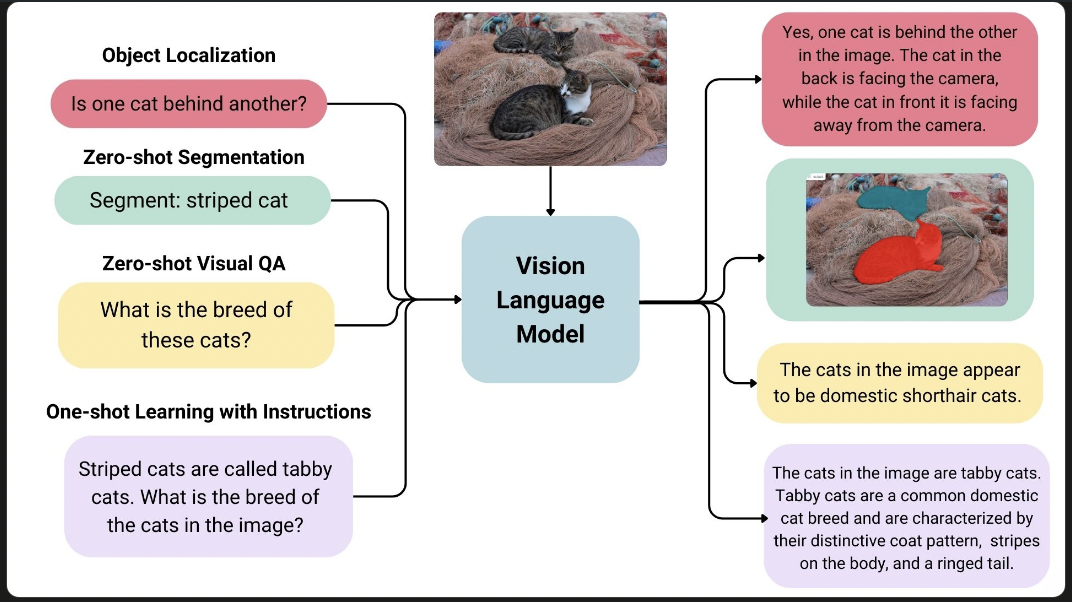 Object Localization
Is one cat behind another?
Zero-shot Segmentation
Segment: striped cat
Zero-shot Visual QA
What is the breed of
these cats?
One-shot Learning with Instructions
Striped cats are called tabby
cats. What is the breed of
the cats in the image?
Vision
Language
Model
Yes, one cat is behind the other
in the image. The cat in the
back is facing the camera,
while the cat in front it is facing
away from the camera.
The cats in the image appear
to be domestic shorthair cats.
The cats in the image are tabby cats.
Tabby cats are a common domestic
cat breed and are characterized by
their distinctive coat pattern, stripes
on the body, and a ringed tail.